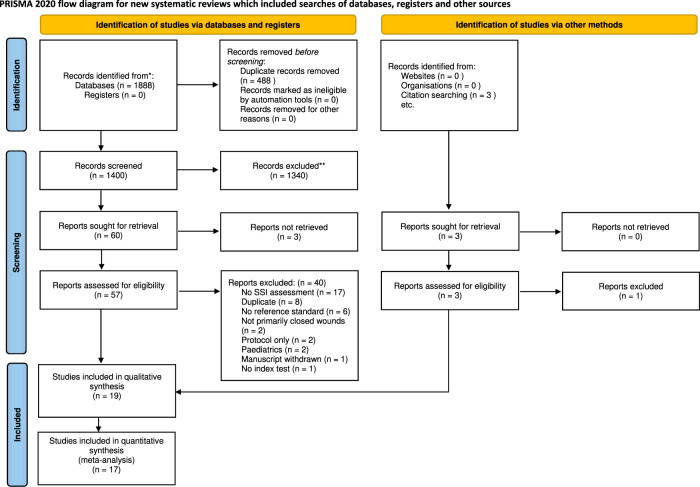 PRISMA 2020 flow diagram for new systematic reviews which included searches of databases, registers and other sources
Identification of studies via databases and registers
Identification of studies via other methods
Identification
Records identified from*:
Databases (n = 1888)
Registers (n = 0)
Records removed before
screening:
Duplicate records removed
(n = 488 )
Records marked as ineligible
by automation tools (n = 0)
Records removed for other
reasons (n = 0)
Records identified from:
Websites (n = 0 )
Organisations (n = 0 )
Citation searching (n = 3 )
etc.
Screening
Records screened
(n = 1400)
Records excluded**
(n = 1340)
Reports sought for retrieval
(n = 60)
Reports not retrieved
(n = 3)
Reports sought for retrieval
(n = 3)
Reports not retrieved
(n = 0)
Reports assessed for eligibility
(n = 57)
Reports excluded: (n = 40)
No SSI assessment (n = 17)
Duplicate (n = 8)
No reference standard (n = 6)
Not primarily closed wounds
(n = 2)
Protocol only (n = 2)
Paediatrics (n = 2)
Manuscript withdrawn (n = 1)
No index test (n = 1)
Reports assessed for eligibility
(n = 3)
Reports excluded
(n = 1)
Included
Studies included in qualitative
synthesis
(n = 19)
Studies included in quantitative
synthesis
(meta-analysis)
(n = 17)